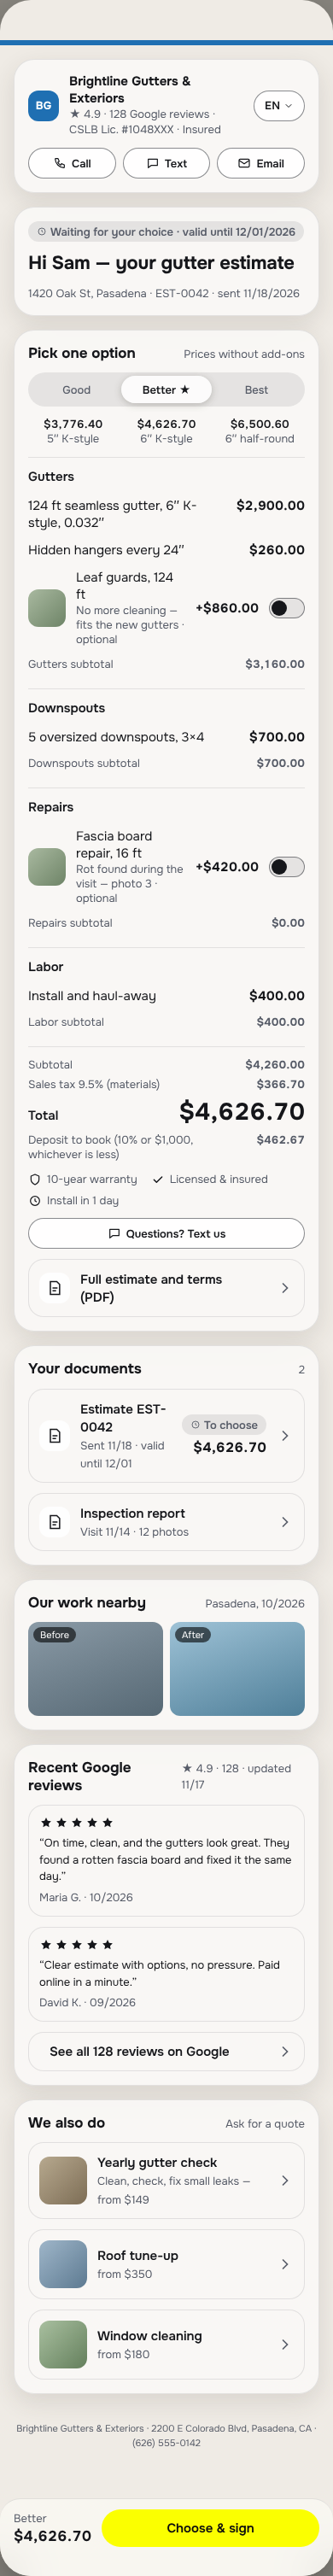 BG
Brightline Gutters &
Exteriors
★ 4.9 · 128 Google reviews ·
CSLB Lic. #1048XXX · Insured
EN
Call
Text
Email
Waiting for your choice · valid until 12/01/2026
Hi Sam — your gutter estimate
1420 Oak St, Pasadena · EST-0042 · sent 11/18/2026
Pick one option
Prices without add-ons
Good
Better ★
Best
$3,776.40
$4,626.70
$6,500.60
5″ K-style
6″ K-style
6″ half-round
Gutters
124 ft seamless gutter, 6″ K-
style, 0.032″
$2,900.00
Hidden hangers every 24″
$260.00
Leaf guards, 124
ft
No more cleaning —
fits the new gutters ·
optional
+$860.00
Gutters subtotal
$3,160.00
Downspouts
5 oversized downspouts, 3×4
$700.00
Downspouts subtotal
$700.00
Repairs
Fascia board
repair, 16 ft
Rot found during the
visit — photo 3 ·
optional
+$420.00
Repairs subtotal
$0.00
Labor
Install and haul-away
$400.00
Labor subtotal
$400.00
Subtotal
$4,260.00
Sales tax 9.5% (materials)
$366.70
Total
$4,626.70
Deposit to book (10% or $1,000,
whichever is less)
$462.67
10-year warranty
Licensed & insured
Install in 1 day
Questions? Text us
Full estimate and terms
(PDF)
Your documents
2
Estimate EST-
0042
Sent 11/18 · valid
until 12/01
To choose
$4,626.70
Inspection report
Visit 11/14 · 12 photos
Our work nearby
Pasadena, 10/2026
Before
After
Recent Google
reviews
★ 4.9 · 128 · updated
11/17
★ ★ ★ ★ ★
“On time, clean, and the gutters look great. They
found a rotten fascia board and fixed it the same
day.”
Maria G. · 10/2026
★ ★ ★ ★ ★
“Clear estimate with options, no pressure. Paid
online in a minute.”
David K. · 09/2026
See all 128 reviews on Google
We also do
Ask for a quote
Yearly gutter check
Clean, check, fix small leaks —
from $149
Roof tune-up
from $350
Window cleaning
from $180
Brightline Gutters & Exteriors · 2200 E Colorado Blvd, Pasadena, CA ·
(626) 555-0142
Better
$4,626.70
Choose & sign